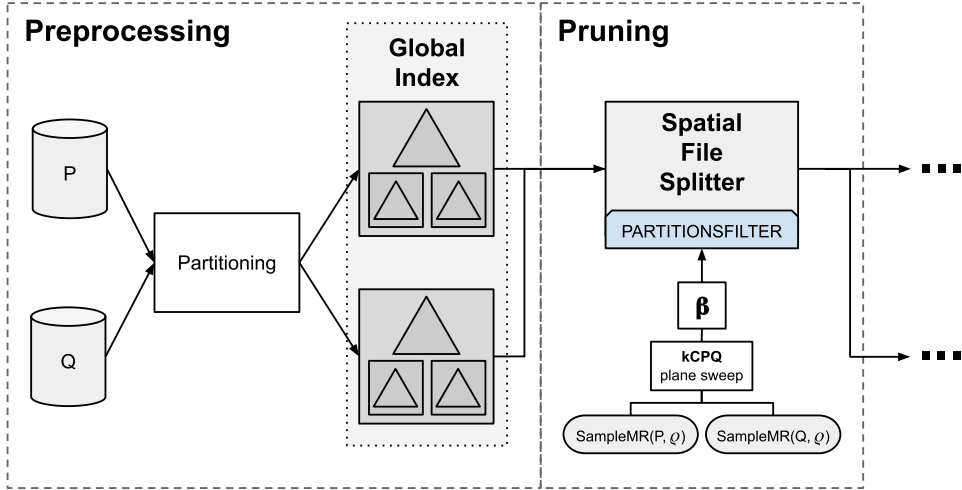 Preprocessing
Pruning
Global
Index
P
Q
Partitioning
Spatial
File
Splitter
PARTITIONSFILTER
β
kCPQ
plane sweep
SampleMR(P, ϱ)
SampleMR(Q, ϱ)